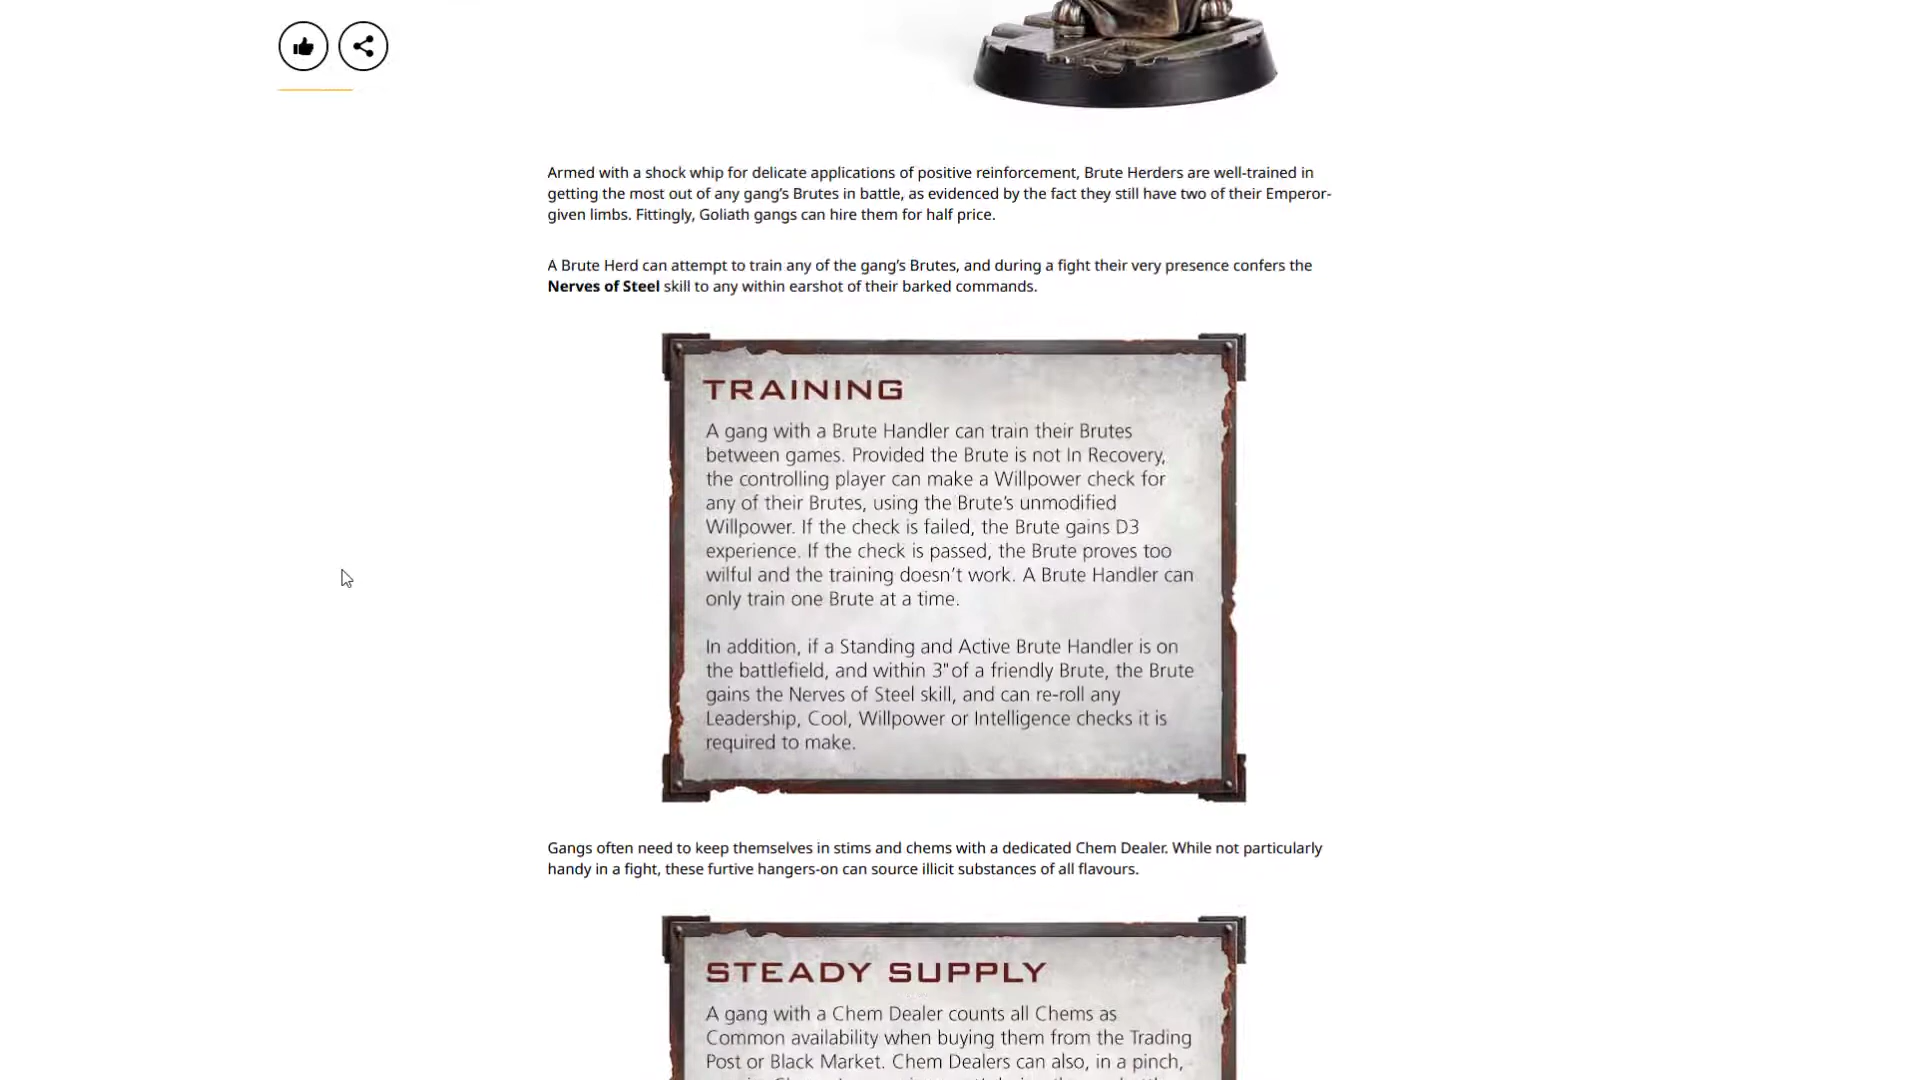 Armed with a shock whip for delicate applications of positive reinforcement, Brute Herders are well-trained in
getting the most out of any gang’s Brutes in battle, as evidenced by the fact they still have two of their Emperor-
given limbs. Fittingly, Goliath gangs can hire them for half price.
A Brute Herd can attempt to train any of the gang’s Brutes, and during a fight their very presence confers the
Nerves of Steel skill to any within earshot of their barked commands.
TRAINING
A gang with a Brute Handler can train their Brutes
between games. Provided the Brute is not In Recovery,
the controlling player can make a Willpower check for
any of their Brutes, using the Brute’s unmodified
Willpower. If the check is failed, the Brute gains D3
experience. If the check is passed, the Brute proves too
wilful and the training doesn’t work. A Brute Handler can
only train one Brute at a time.
In addition, if a Standing and Active Brute Handler is on
the battlefield, and within 3" of a friendly Brute, the Brute
gains the Nerves of Steel skill, and can re-roll any
Leadership, Cool, Willpower or Intelligence checks it is
required to make.
Gangs often need to keep themselves in stims and chems with a dedicated Chem Dealer. While not particularly
handy in a fight, these furtive hangers-on can source illicit substances of all flavours.
STEADY SUPPLY
A gang with a Chem Dealer counts all Chems as
Common availability when buying them from the Trading
Post or Black Market. Chem Dealers can also, in a pinch,